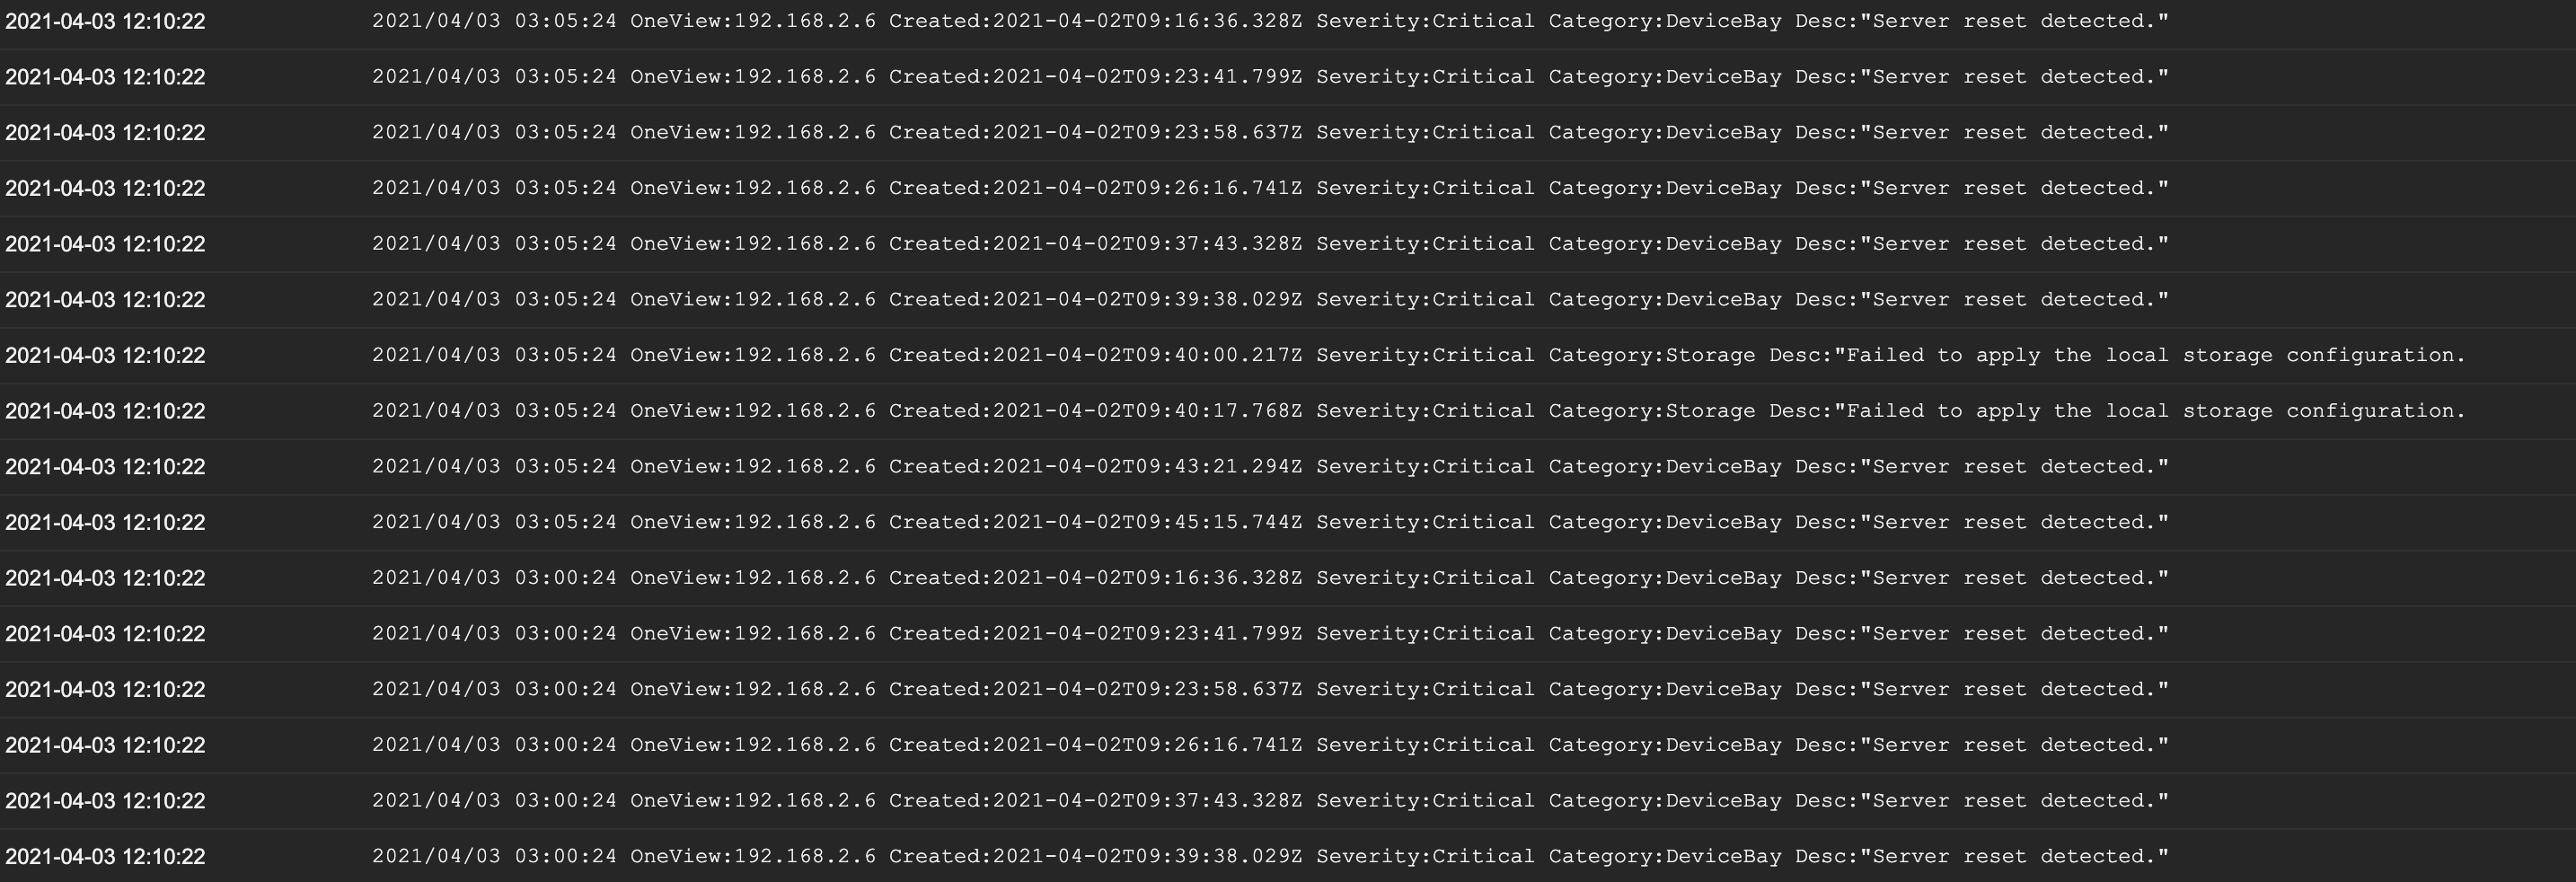 2021-04-03 12:10:22 2021/04/03 03:05:24 OneView:192.168.2.6 Created:2021-04-02T09:16:36.328Z Severity:Critical Category:DeviceBay Desc:"Server reset detected."
2021-04-03 12:10:22 2021/04/03 03:05:24 OneView:192.168.2.6 Created:2021-04-02T09:23:41.799Z Severity:Critical Category:DeviceBay Desc:"Server reset detected."
2021-04-03 12:10:22 2021/04/03 03:05:24 OneView:192.168.2.6 Created:2021-04-02T09:23:58.637Z Severity:Critical Category:DeviceBay Desc:"Server reset detected."
2021-04-03 12:10:22 2021/04/03 03:05:24 OneView:192.168.2.6 Created:2021-04-02T09:26:16.741Z Severity:Critical Category:DeviceBay Desc:"Server reset detected."
2021-04-03 12:10:22 2021/04/03 03:05:24 OneView:192.168.2.6 Created:2021-04-02T09:37:43.328Z Severity:Critical Category:DeviceBay Desc:"Server reset detected."
2021-04-03 12:10:22 2021/04/03 03:05:24 OneView:192.168.2.6 Created:2021-04-02T09:39:38.029Z Severity:Critical Category:DeviceBay Desc:"Server reset detected."
2021-04-03 12:10:22 2021/04/03 03:05:24 OneView:192.168.2.6 Created:2021-04-02T09:40:00.217Z Severity:Critical Category:Storage Desc:"Failed to apply the local storage configuration.
2021-04-03 12:10:22 2021/04/03 03:05:24 OneView:192.168.2.6 Created:2021-04-02T09:40:17.768Z Severity:Critical Category:Storage Desc:"Failed to apply the local storage configuration.
2021-04-03 12:10:22 2021/04/03 03:05:24 OneView:192.168.2.6 Created:2021-04-02T09:43:21.294Z Severity:Critical Category:DeviceBay Desc:"Server reset detected."
2021-04-03 12:10:22 2021/04/03 03:05:24 OneView:192.168.2.6 Created:2021-04-02T09:45:15.744Z Severity:Critical Category:DeviceBay Desc:"Server reset detected."
2021-04-03 12:10:22 2021/04/03 03:00:24 OneView:192.168.2.6 Created:2021-04-02T09:16:36.328Z Severity:Critical Category:DeviceBay Desc:"Server reset detected."
2021-04-03 12:10:22 2021/04/03 03:00:24 OneView:192.168.2.6 Created:2021-04-02T09:23:41.799Z Severity:Critical Category:DeviceBay Desc:"Server reset detected."
2021-04-03 12:10:22 2021/04/03 03:00:24 OneView:192.168.2.6 Created:2021-04-02T09:23:58.637Z Severity:Critical Category:DeviceBay Desc:"Server reset detected."
2021-04-03 12:10:22 2021/04/03 03:00:24 OneView:192.168.2.6 Created:2021-04-02T09:26:16.741Z Severity:Critical Category:DeviceBay Desc:"Server reset detected."
2021-04-03 12:10:22 2021/04/03 03:00:24 OneView:192.168.2.6 Created:2021-04-02T09:37:43.328Z Severity:Critical Category:DeviceBay Desc:"Server reset detected."
2021-04-03 12:10:22 2021/04/03 03:00:24 OneView:192.168.2.6 Created:2021-04-02T09:39:38.029Z Severity:Critical Category:DeviceBay Desc:"Server reset detected."